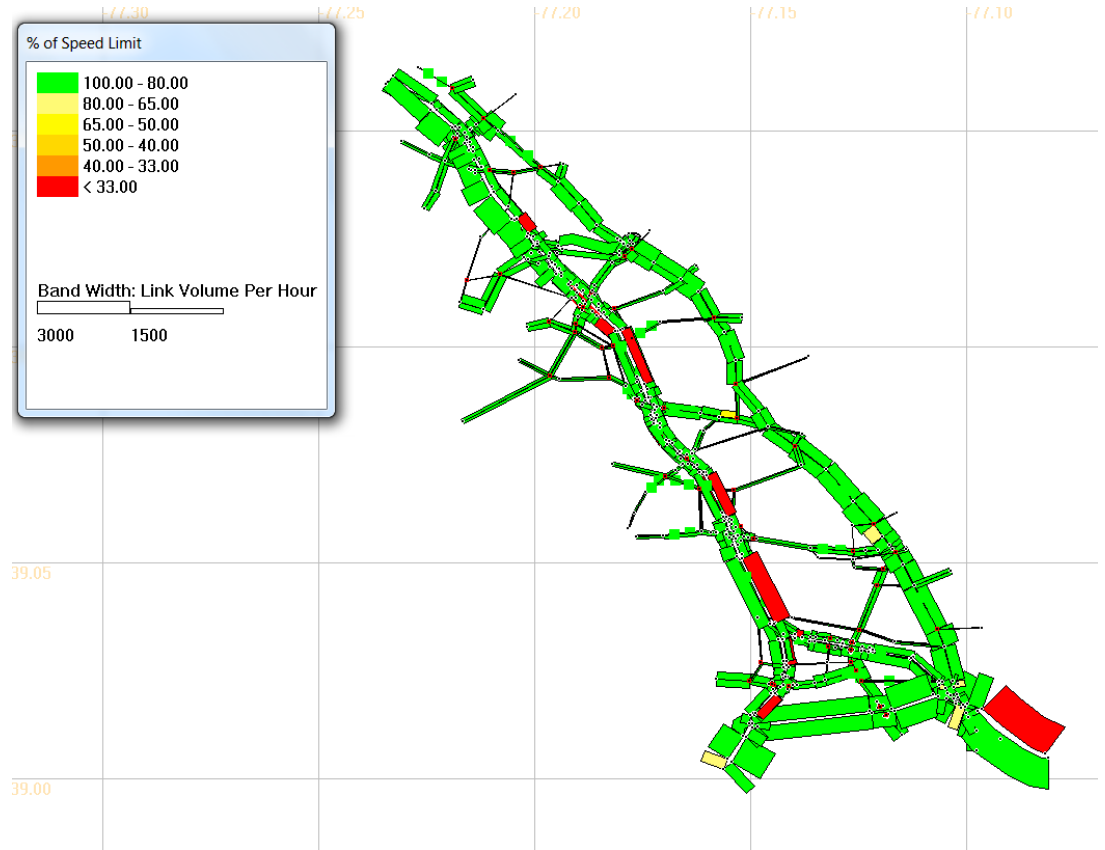 -77.30
-77.25
-77.20
-77.15
-77.10
% of Speed Limit
100.00 - 80.00
80.00 - 65.00
65.00 - 50.00
50.00 - 40.00
40.00 - 33.00
< 33.00
Band Width: Link Volume Per Hour
3000 1500
39.05
39.00